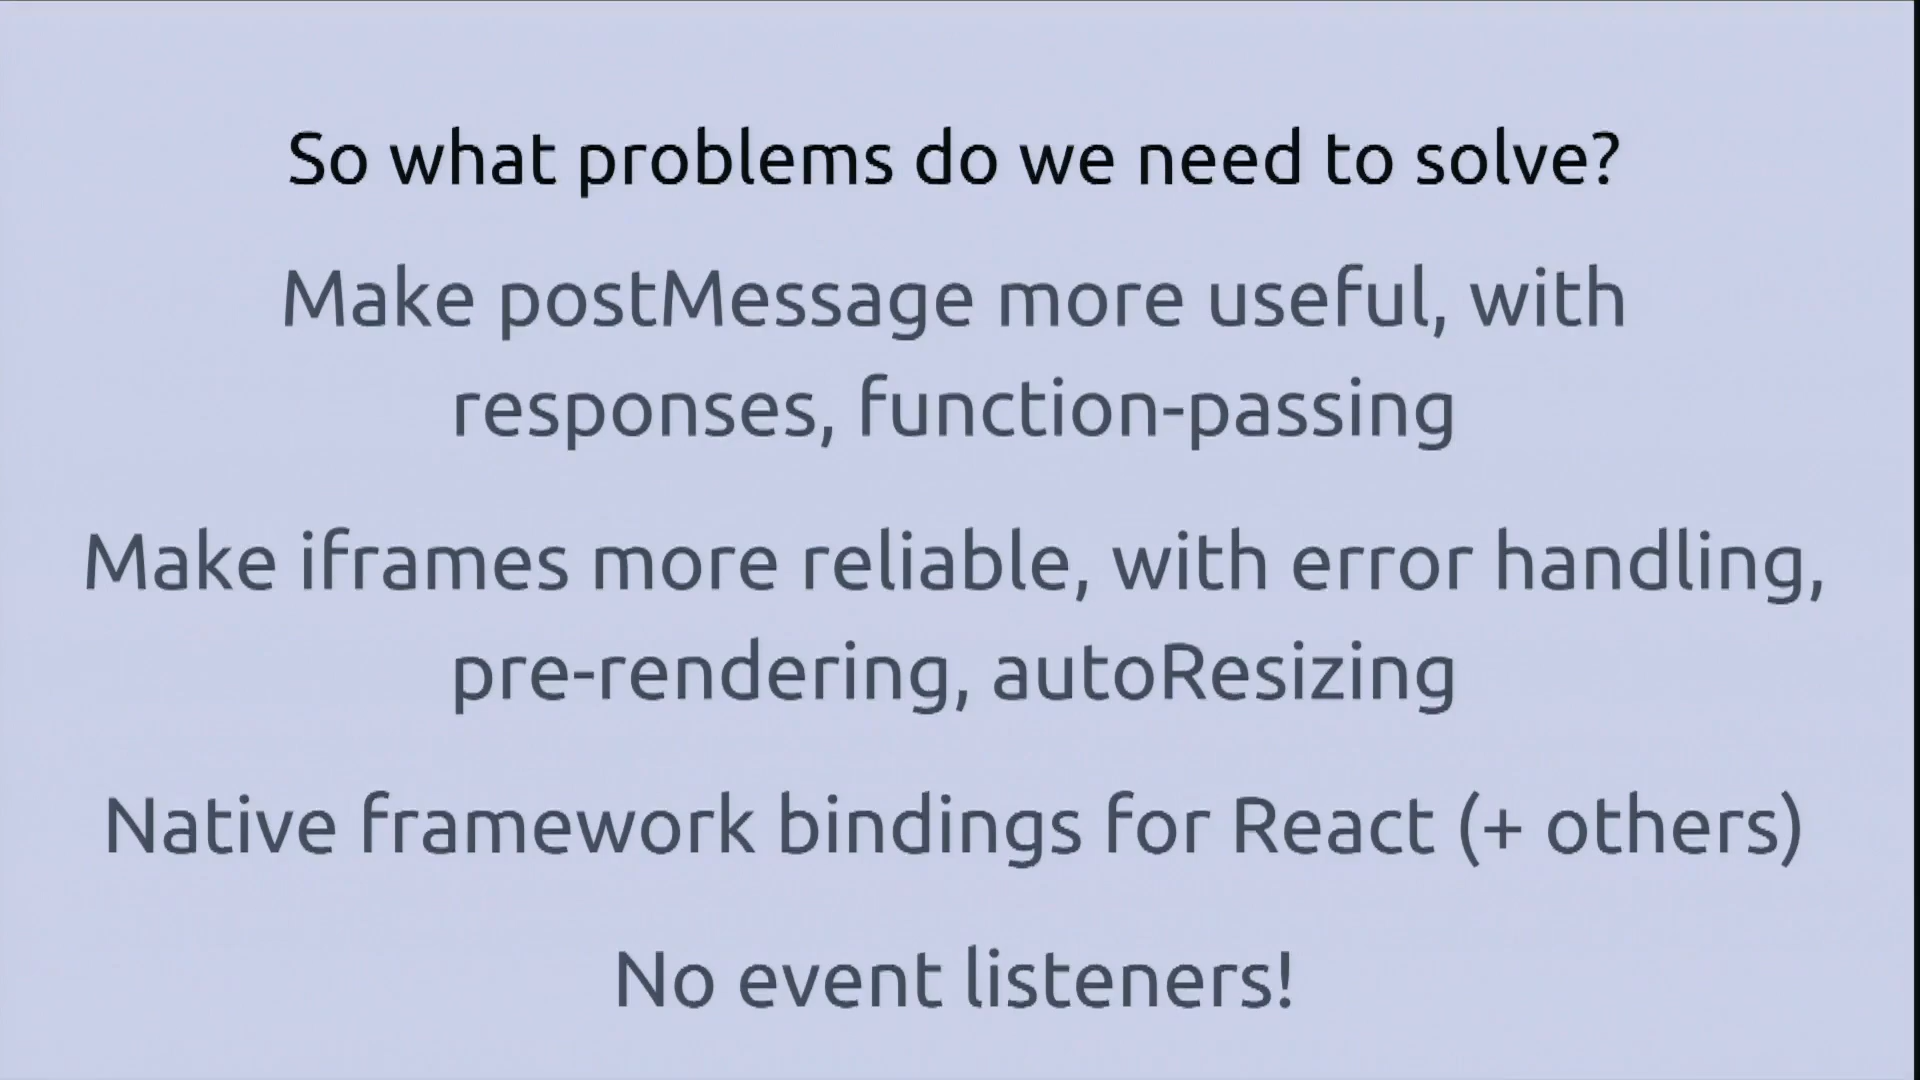 So what problems do we need to solve?
Make postMessage more useful, with
responses, function-passing
Make iframes more reliable, with error handling,
pre-rendering, autoResizing
Native framework bindings for React (+ others)
No event listeners!